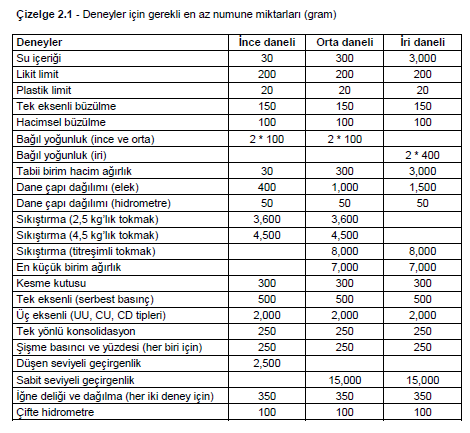 Çizelge 2.1 - Deneyler için gerekli en az numune miktarları (gram)
Deneyler İnce daneli Orta daneli İri daneli
Su içeriği 30 300 3,000
Likit limit 200 200 200
Plastik limit 20 20 20
Tek eksenli büzülme 150 150 150
Hacimsel büzülme 100 100 100
Bağıl yoğunluk (ince ve orta) 2 * 100 2 * 100
Bağıl yoğunluk (iri) 2 * 400
Tabii birim hacim ağırlık 30 300 3,000
Dane çapı dağılımı (elek) 400 1,000 1,500
Dane çapı dağılımı (hidrometre) 50 50 50
Sıkıştırma (2,5 kg'lık tokmak) 3,600 3,600
Sıkıştırma (4,5 kg'lık tokmak) 4,500 4,500
Sıkıştırma (titreşimli tokmak) 8,000 8,000
En küçük birim ağırlık 7,000 7,000
Kesme kutusu 300 300 300
Tek eksenli (serbest basınç) 500 500 500
Üç eksenli (UU, CU, CD tipleri) 2,000 2,000 2,000
Tek yönlü konsolidasyon 250 250 250
Şişme basıncı ve yüzdesi (her biri için) 250 250 250
Düşen seviyeli geçirgenlik 2,500
Sabit seviyeli geçirgenlik 15,000 15,000
İğne deliği ve dağılma (her iki deney için) 350 350 350
Çifte hidrometre 100 100 100